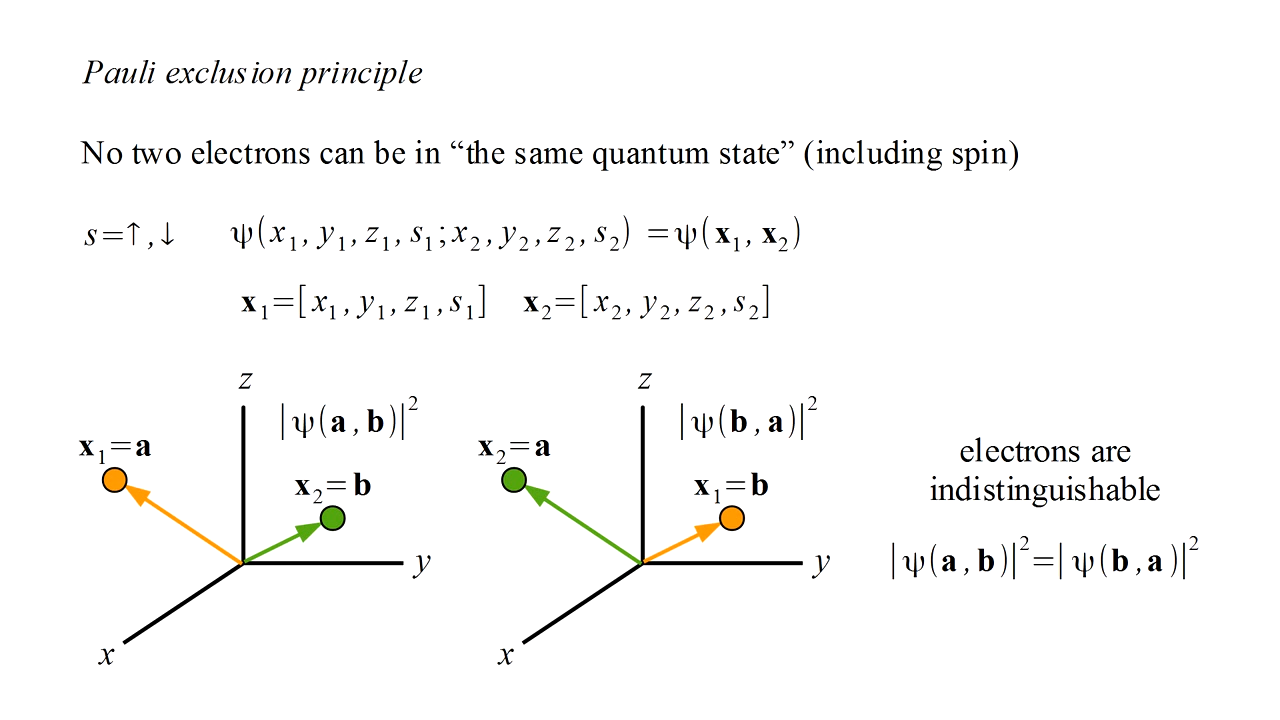 Pauli exclusion principle
No two electrons can be in “the same quantum state” (including spin)
s=↑,↓ ψ(x₁, y₁, z₁, s₁; x₂, y₂, z₂, s₂) =ψ(𝐱₁, 𝐱₂)
𝐱₁=[x₁, y₁, z₁, s₁] 𝐱₂=[x₂, y₂, z₂, s₂]
z
|ψ(𝐚,𝐛)|²
𝐱₁=𝐚
𝐱₂=𝐛
y
x
z
|ψ(𝐛,𝐚)|²
𝐱₂=𝐚
𝐱₁=𝐛
y
x
electrons are
indistinguishable
|ψ(𝐚,𝐛)|²=|ψ(𝐛,𝐚)|²